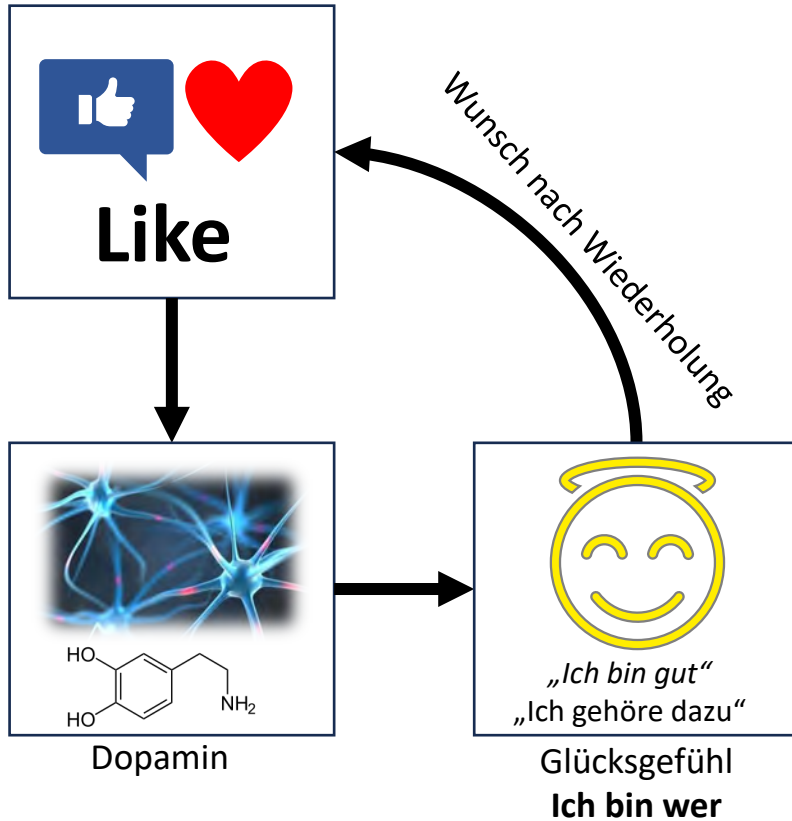 Like
Wunsch nach Wiederholung
HO
HO
NH₂
Dopamin
„Ich bin gut“
„Ich gehöre dazu“
Glücksgefühl
Ich bin wer